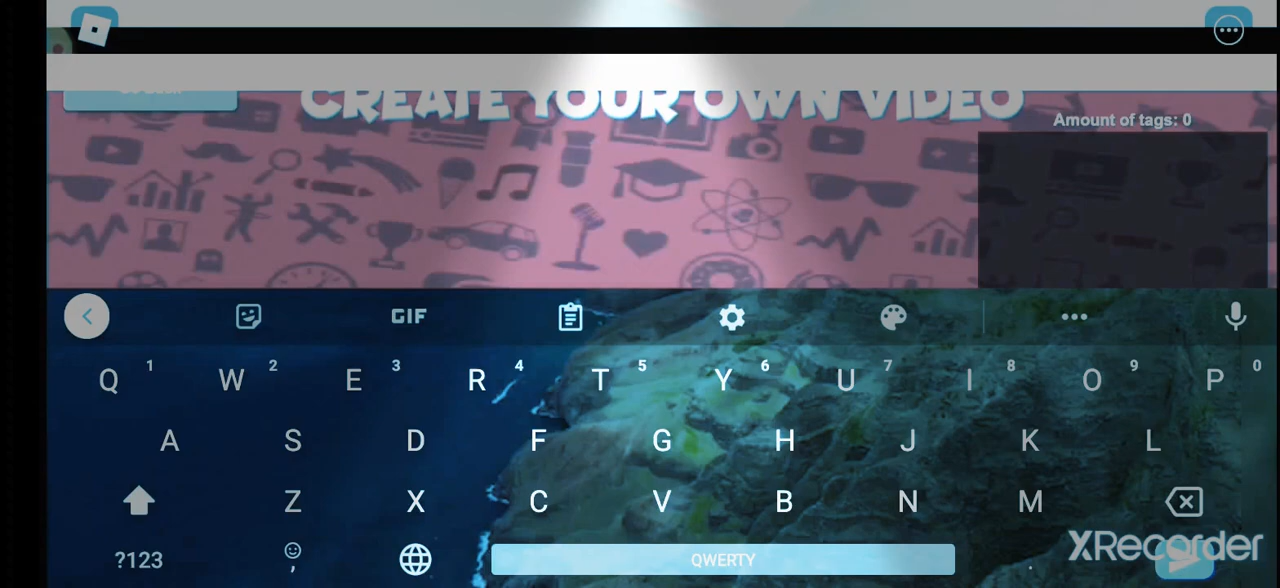 CREATE YOUR OWN VIDEO
Amount of tags: 0
GIF
1 2 3 4 5 6 7 8 9 0
Q W E R T Y U I O P
A S D F G H J K L
Z X C V B N M
?123 , QWERTY .
XRecorder